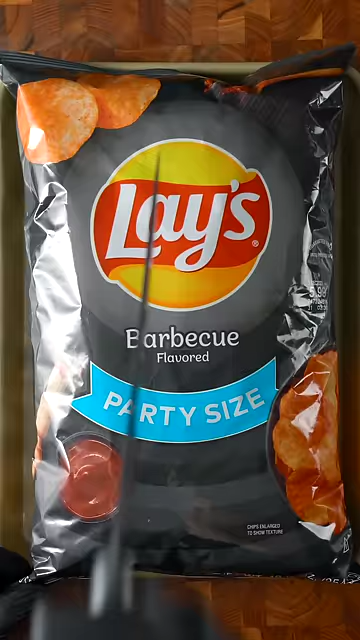 Lay's®
Barbecue
Flavored
PARTY SIZE
CHIPS ENLARGED
TO SHOW TEXTURE